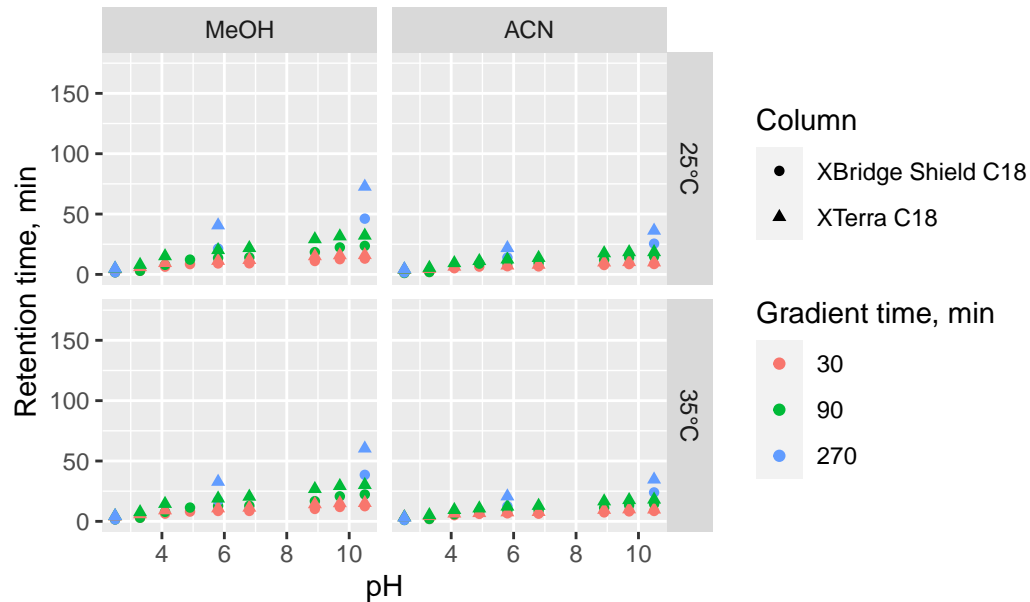 MeOH
ACN
150
100
50
0
25°C
150
100
50
0
35°C
4
6
8
10
4
6
8
10
pH
Retention time, min
Column
XBridge Shield C18
XTerra C18
Gradient time, min
30
90
270